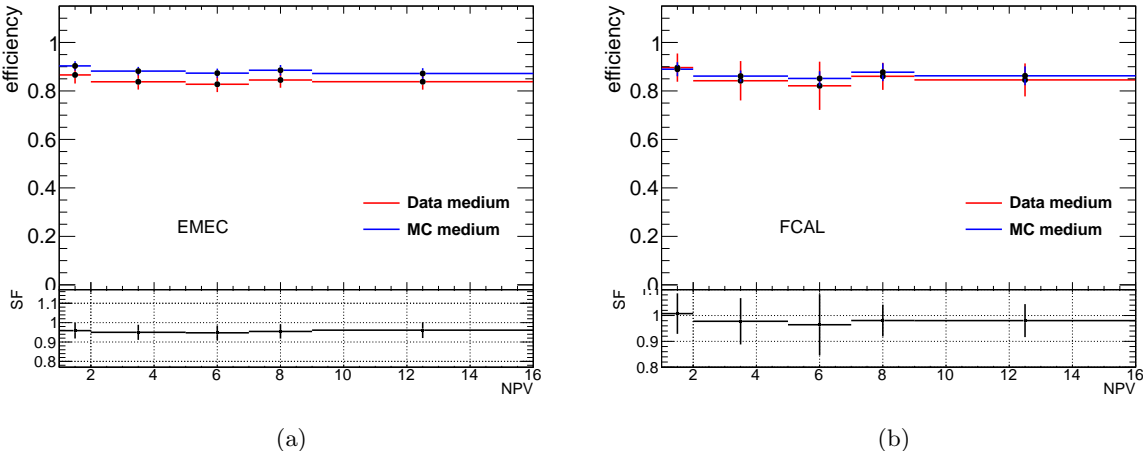 efficiency
1
0.8
0.6
0.4
0.2
0
Data medium
MC medium
EMEC
SF
1.1
1
0.9
0.8
2 4 6 8 10 12 14 16
NPV
(a)
efficiency
1
0.8
0.6
0.4
0.2
0
Data medium
MC medium
FCAL
SF
1.1
1
0.9
0.8
2 4 6 8 10 12 14 16
NPV
(b)